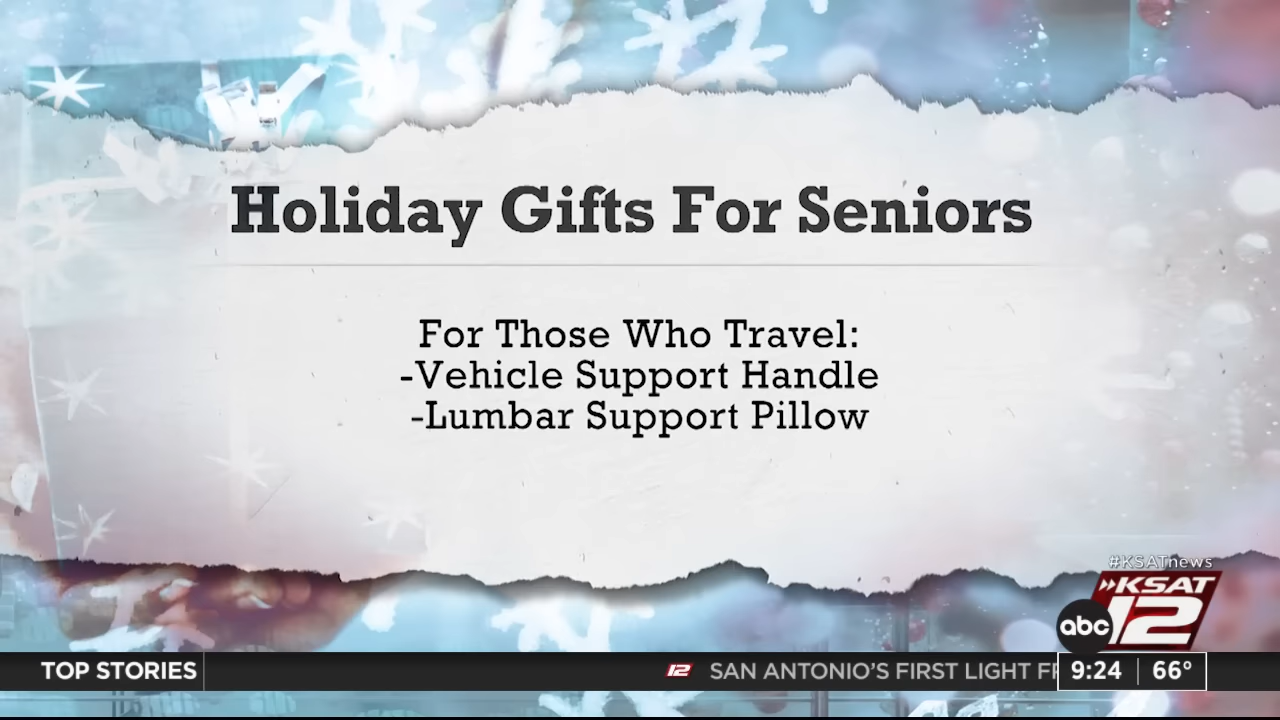 Holiday Gifts For Seniors
For Those Who Travel:
-Vehicle Support Handle
-Lumbar Support Pillow
#KSATnews
KSAT
abc 12
TOP STORIES
12 SAN ANTONIO'S FIRST LIGHT
9:24 66°